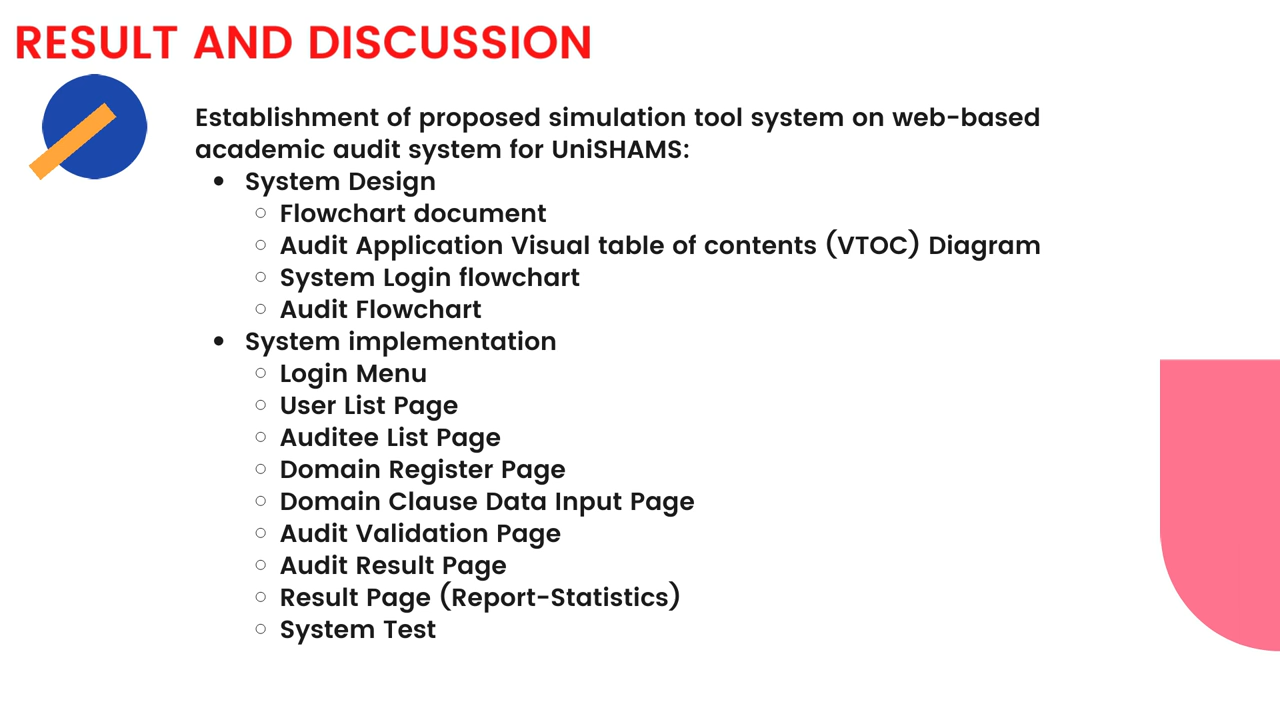 RESULT AND DISCUSSION
Establishment of proposed simulation tool system on web-based
academic audit system for UniSHAMS:
• System Design
○ Flowchart document
○ Audit Application Visual table of contents (VTOC) Diagram
○ System Login flowchart
○ Audit Flowchart
• System implementation
○ Login Menu
○ User List Page
○ Auditee List Page
○ Domain Register Page
○ Domain Clause Data Input Page
○ Audit Validation Page
○ Audit Result Page
○ Result Page (Report-Statistics)
○ System Test